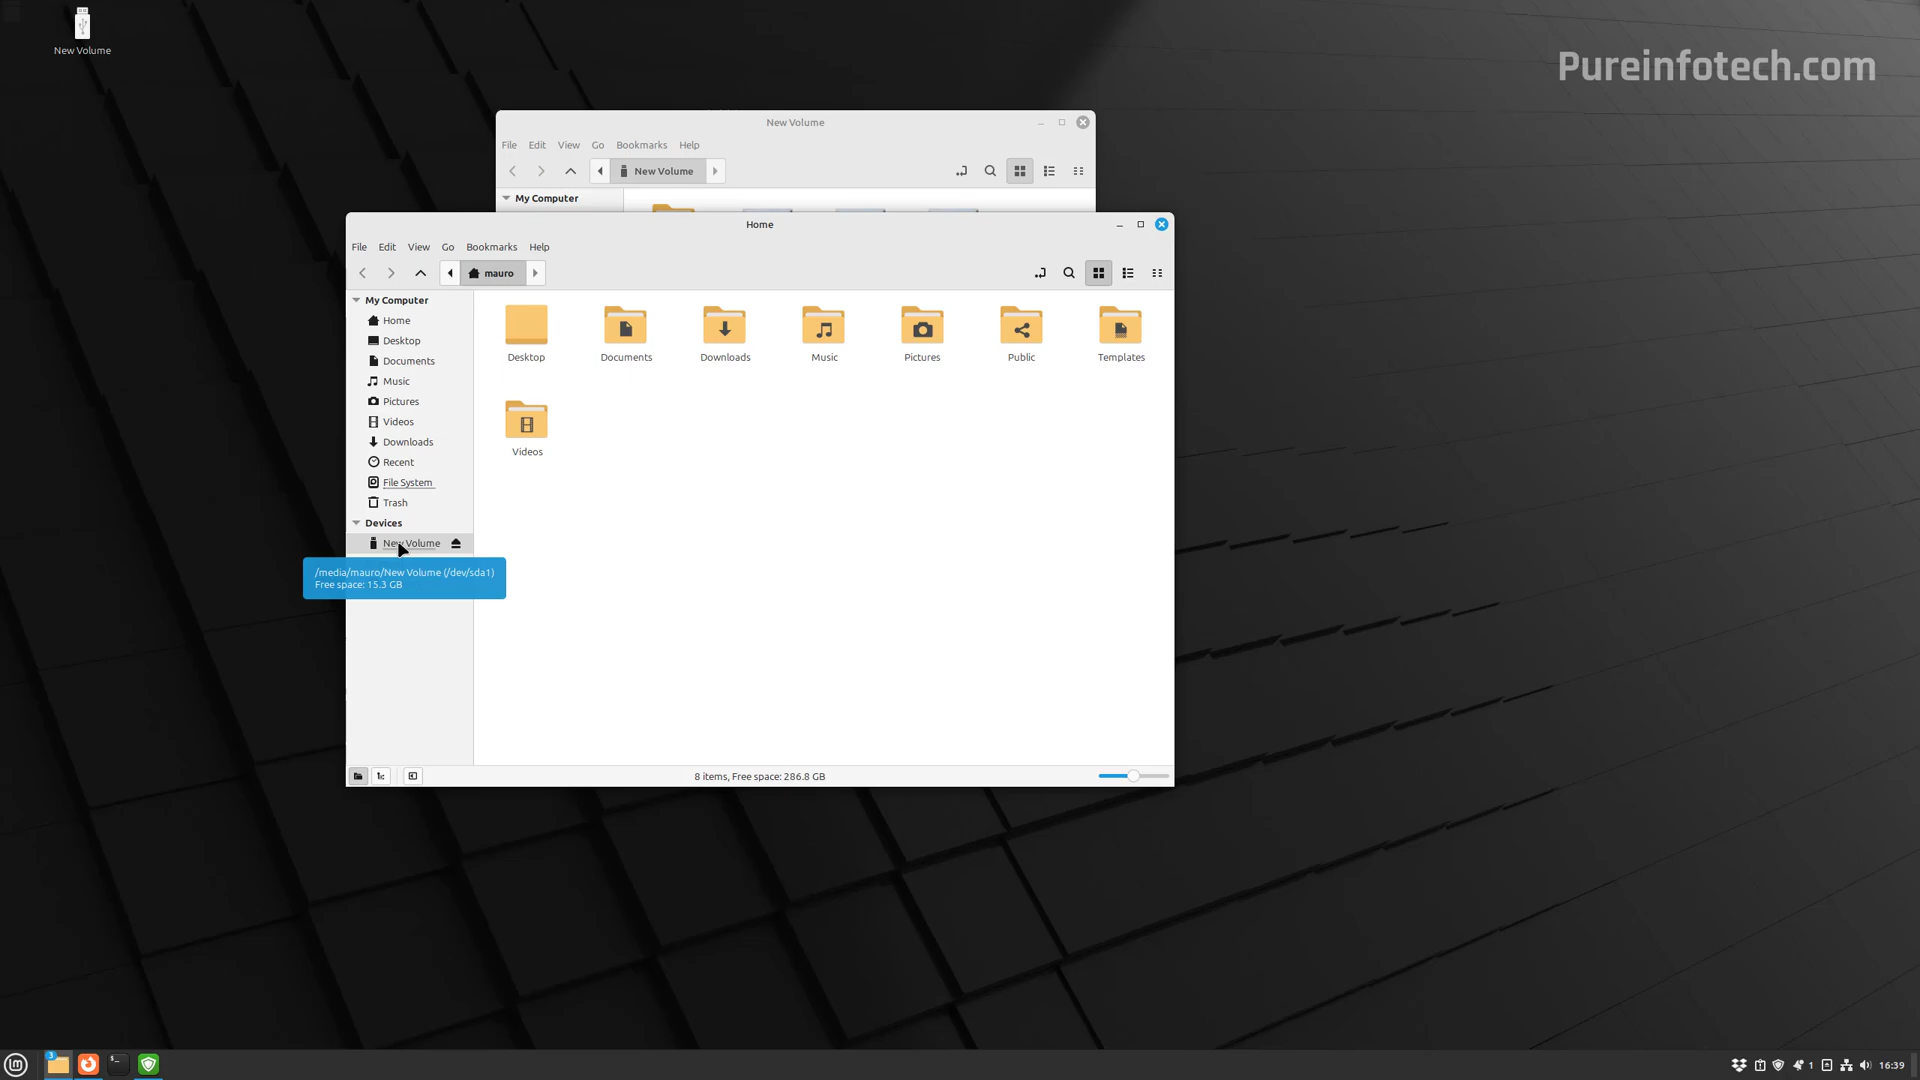 New Volume
Pureinfotech.com
New Volume
File Edit View Go Bookmarks Help
New Volume
My Computer
Home
File Edit View Go Bookmarks Help
mauro
My Computer
Home
Desktop
Documents
Music
Pictures
Videos
Downloads
Recent
File System
Trash
Devices
New Volume
/media/mauro/New Volume (/dev/sda1)
Free space: 15.3 GB
Desktop Documents Downloads Music Pictures Public Templates
Videos
8 items, Free space: 286.8 GB
3
1 16:39